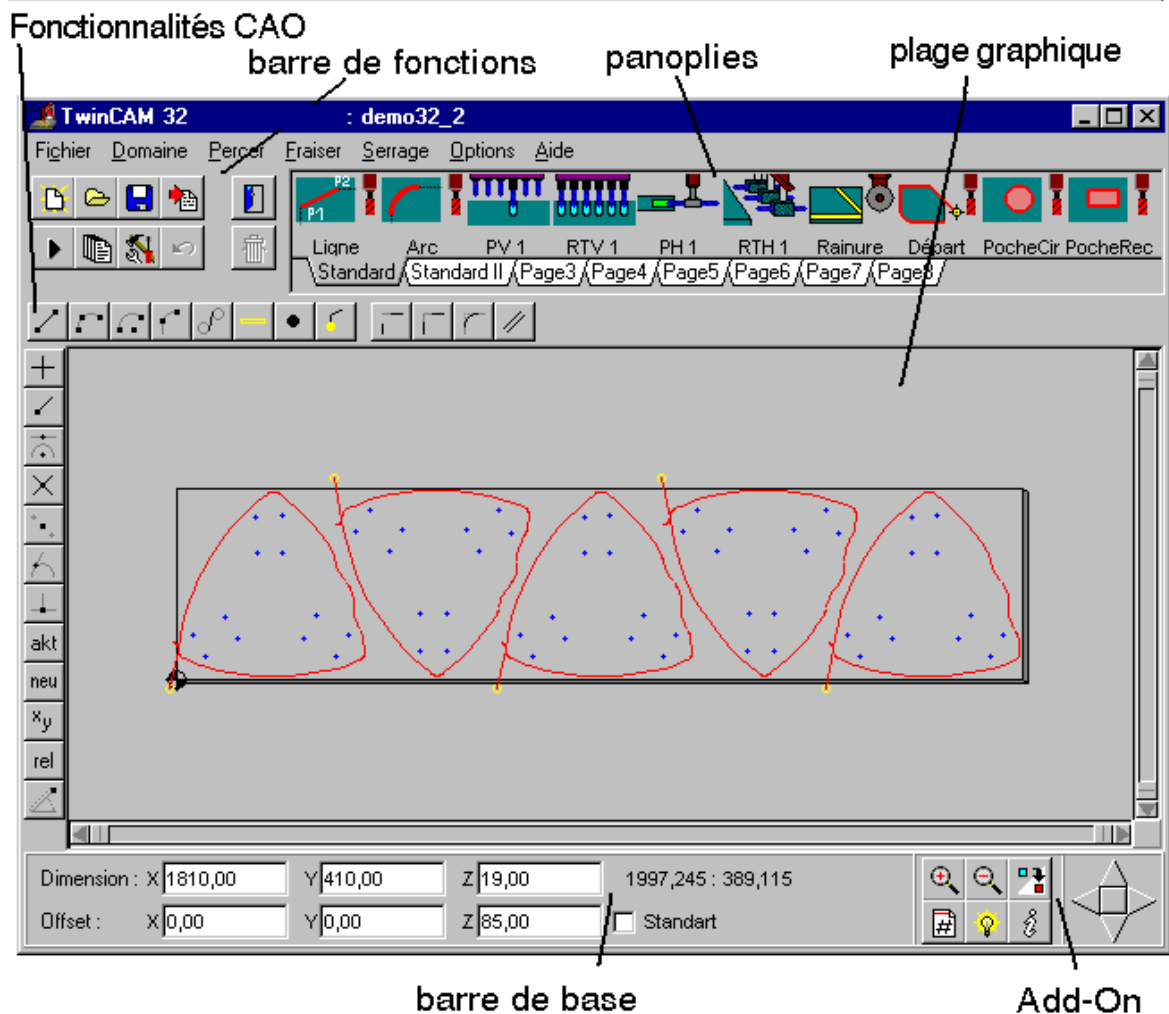 Fonctionnalités CAO
barre de fonctions
panoplies
plage graphique
TwinCAM 32 : demo32_2
Fichier Domaine Percer Fraiser Serrage Options Aide
P2
P1
Ligne Arc PV 1 RTV 1 PH 1 RTH 1 Rainure Départ PocheCir PocheRec
Standard Standard II Page3 Page4 Page5 Page6 Page7 Page8
akt
neu
xy
rel
Dimension : X 1810,00 Y 410,00 Z 19,00 1997,245 : 389,115
Offset : X 0,00 Y 0,00 Z 85,00 Standart
#
i
barre de base
Add-On